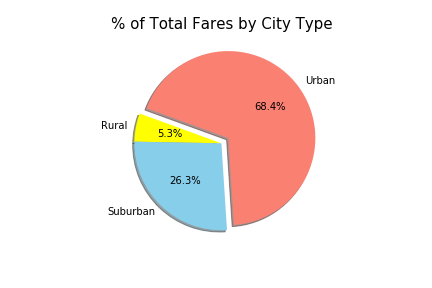 % of Total Fares by City Type
Urban
68.4%
Rural
5.3%
26.3%
Suburban